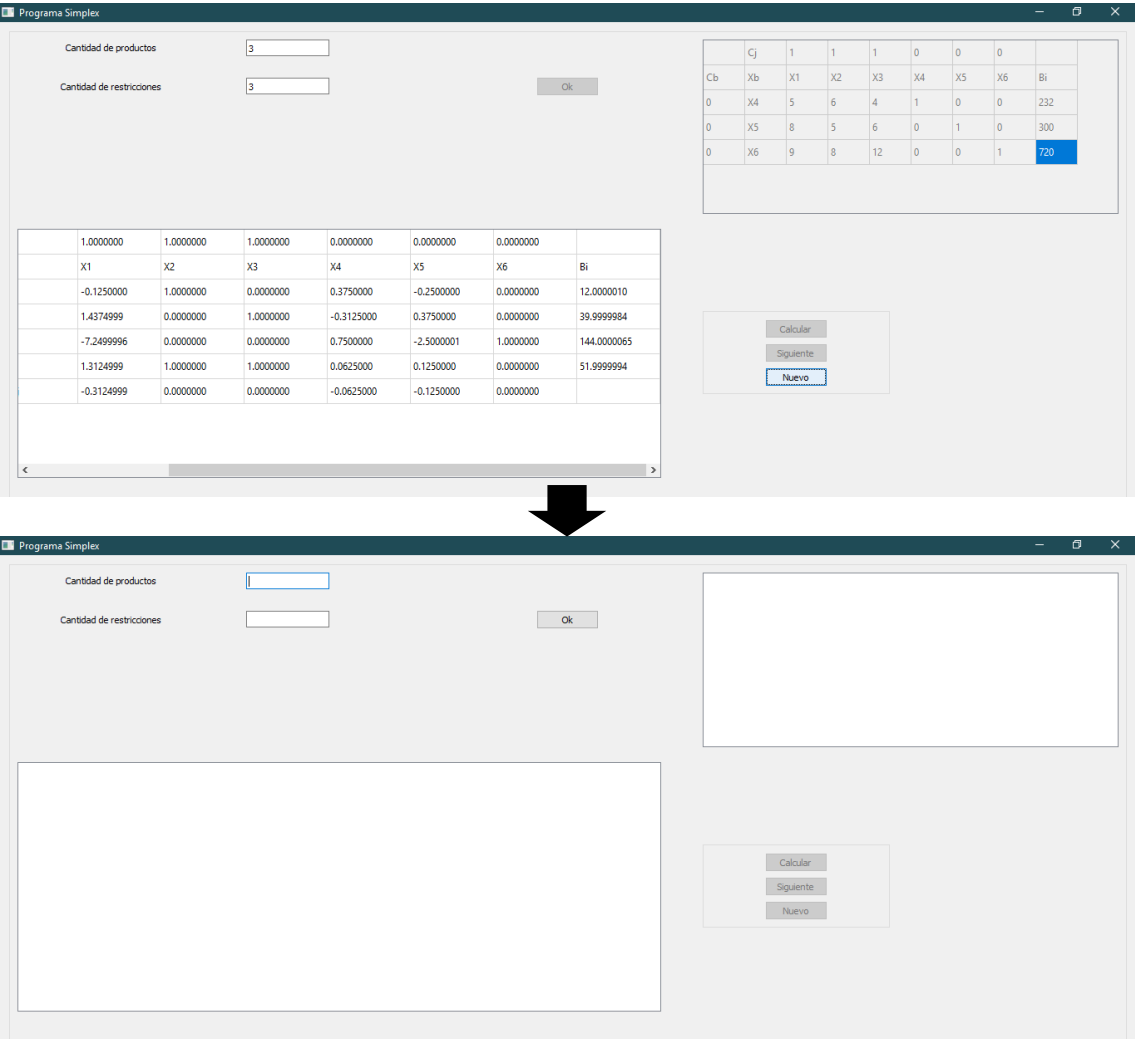 Programa Simplex
Cantidad de productos 3
Cantidad de restricciones 3 Ok
Cj 1 1 1 0 0 0
Cb Xb X1 X2 X3 X4 X5 X6 Bi
0 X4 5 6 4 1 0 0 232
0 X5 8 5 6 0 1 0 300
0 X6 9 8 12 0 0 1 720
1.0000000 1.0000000 1.0000000 0.0000000 0.0000000 0.0000000
X1 X2 X3 X4 X5 X6 Bi
-0.1250000 1.0000000 0.0000000 0.3750000 -0.2500000 0.0000000 12.0000010
1.4374999 0.0000000 1.0000000 -0.3125000 0.3750000 0.0000000 39.9999984
-7.2499996 0.0000000 0.0000000 0.7500000 -2.5000001 1.0000000 144.0000065
1.3124999 1.0000000 1.0000000 0.0625000 0.1250000 0.0000000 51.9999994
-0.3124999 0.0000000 0.0000000 -0.0625000 -0.1250000 0.0000000
Calcular
Siguiente
Nuevo
Programa Simplex
Cantidad de productos
Cantidad de restricciones Ok
Calcular
Siguiente
Nuevo